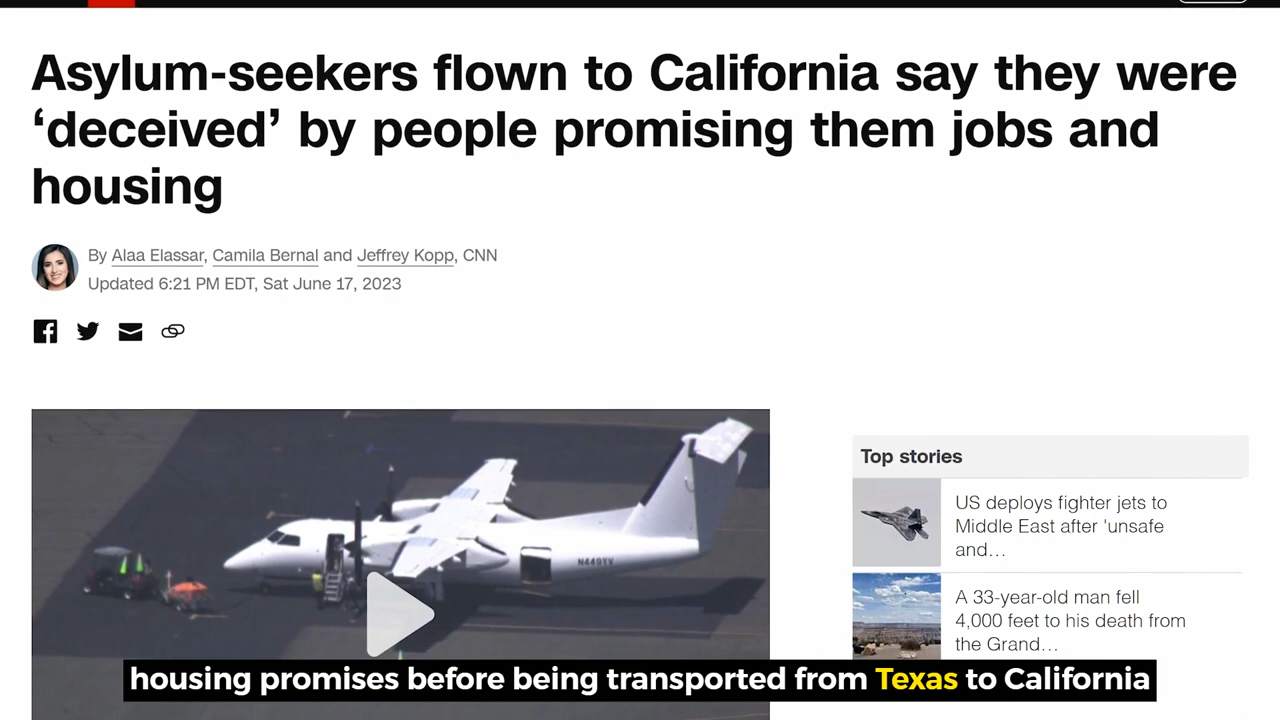 Asylum-seekers flown to California say they were
‘deceived’ by people promising them jobs and
housing
By Alaa Elassar, Camila Bernal and Jeffrey Kopp, CNN
Updated 6:21 PM EDT, Sat June 17, 2023
Top stories
US deploys fighter jets to
Middle East after 'unsafe
and…
A 33-year-old man fell
4,000 feet to his death from
the Grand…
N449YV
housing promises before being transported from Texas to California